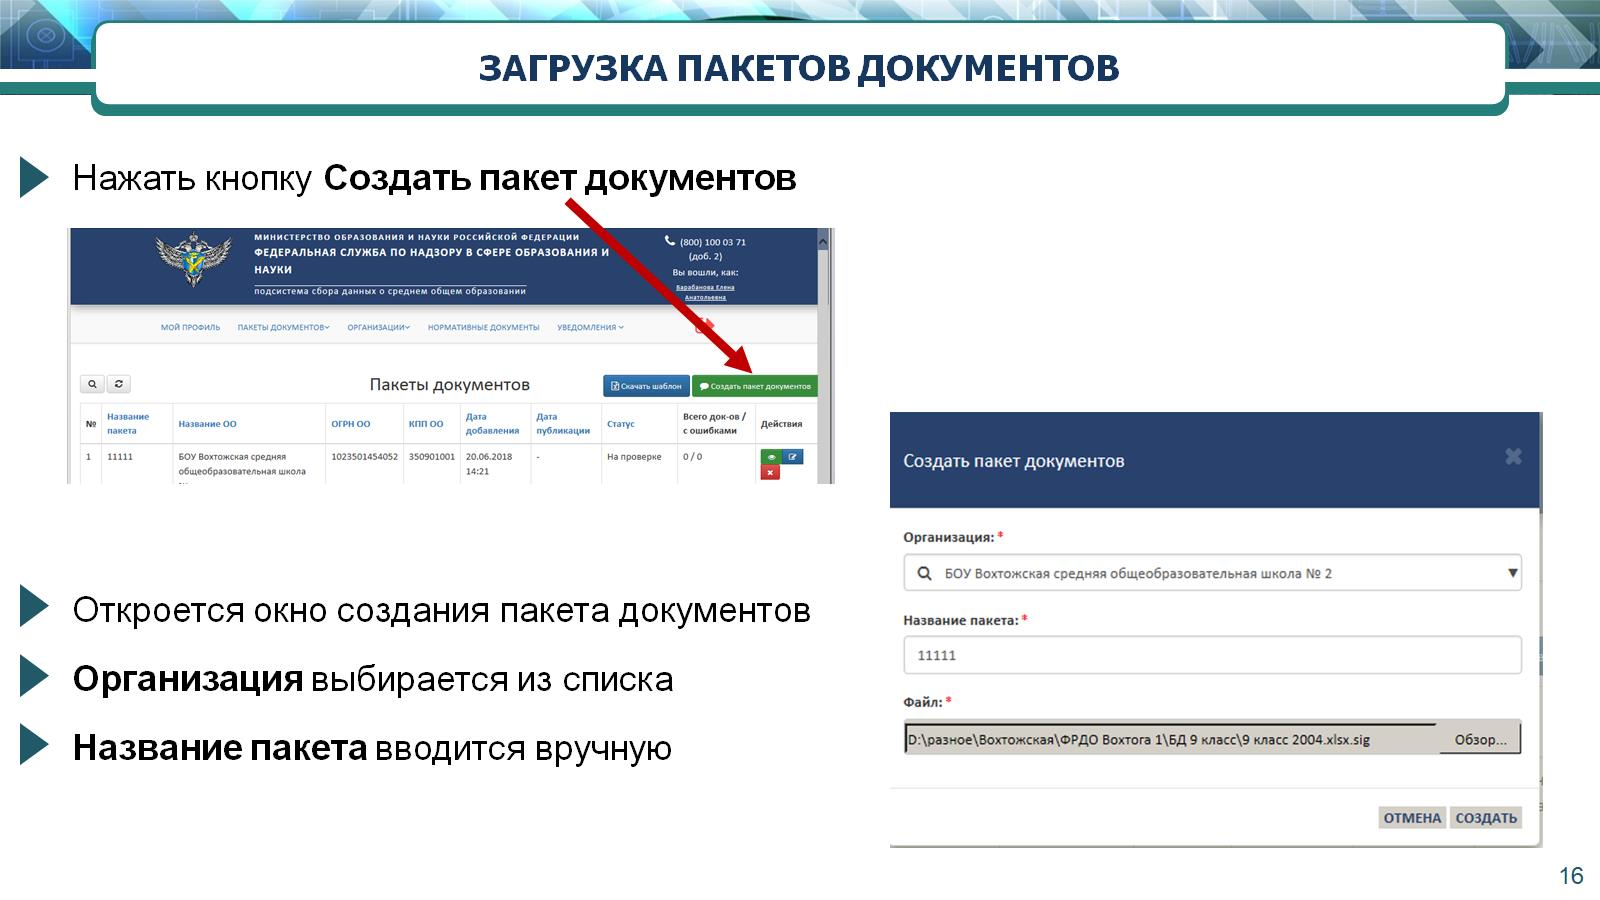 ЗАГРУЗКА ПАКЕТОВ ДОКУМЕНТОВ
Нажать кнопку Создать пакет документов
МИНИСТЕРСТВО ОБРАЗОВАНИЯ И НАУКИ РОССИЙСКОЙ ФЕДЕРАЦИИ
ФЕДЕРАЛЬНАЯ СЛУЖБА ПО НАДЗОРУ В СФЕРЕ ОБРАЗОВАНИЯ И
НАУКИ
подсистема сбора данных о среднем общем образовании
(800) 100 03 71
(доб. 2)
Вы вошли, как:
Барабанова Елена
Анатольевна
МОЙ ПРОФИЛЬ ПАКЕТЫ ДОКУМЕНТОВ ОРГАНИЗАЦИИ НОРМАТИВНЫЕ ДОКУМЕНТЫ УВЕДОМЛЕНИЯ
Пакеты документов Скачать шаблон Создать пакет документов
№ Название пакета Название ОО ОГРН ОО КПП ОО Дата добавления Дата публикации Статус Всего док-ов / с ошибками Действия
1 11111 БОУ Вохтожская средняя 1023501454052 350901001 20.06.2018 - На проверке 0 / 0
общеобразовательная школа 14:21
Откроется окно создания пакета документов
Организация выбирается из списка
Название пакета вводится вручную
Создать пакет документов
Организация: *
БОУ Вохтожская средняя общеобразовательная школа № 2
Название пакета: *
11111
Файл: *
D:\разное\Вохтожская\ФРДО Вохтога 1\БД 9 класс\9 класс 2004.xlsx.sig Обзор...
ОТМЕНА СОЗДАТЬ
16